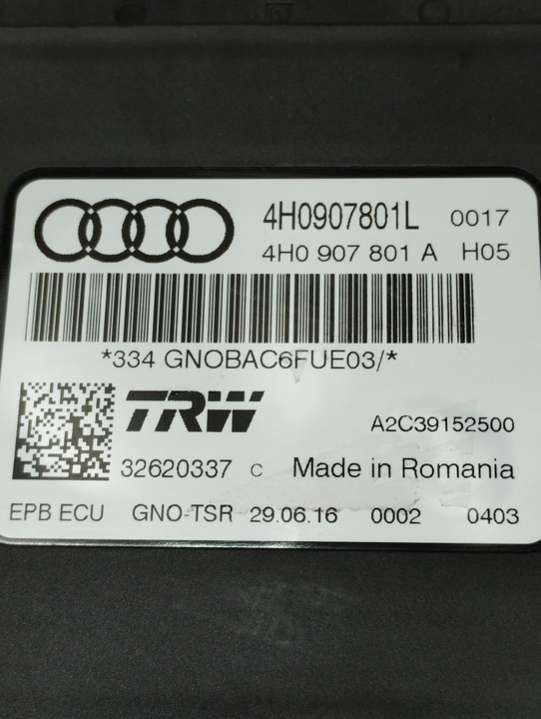 4H0907801L 0017
4H0 907 801 A H05
*334 GNOBAC6FUE03/*
TRW A2C39152500
32620337 C Made in Romania
EPB ECU GNO-TSR 29.06.16 0002 0403